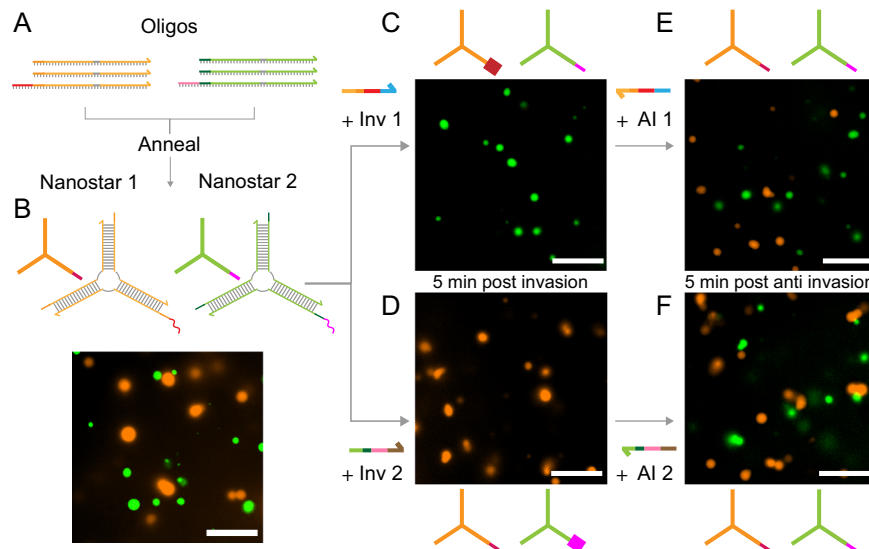 A
Oligos
Anneal
Nanostar 1
Nanostar 2
B
C
+ Inv 1
E
+ AI 1
5 min post invasion
5 min post anti invasion
D
+ Inv 2
F
+ AI 2